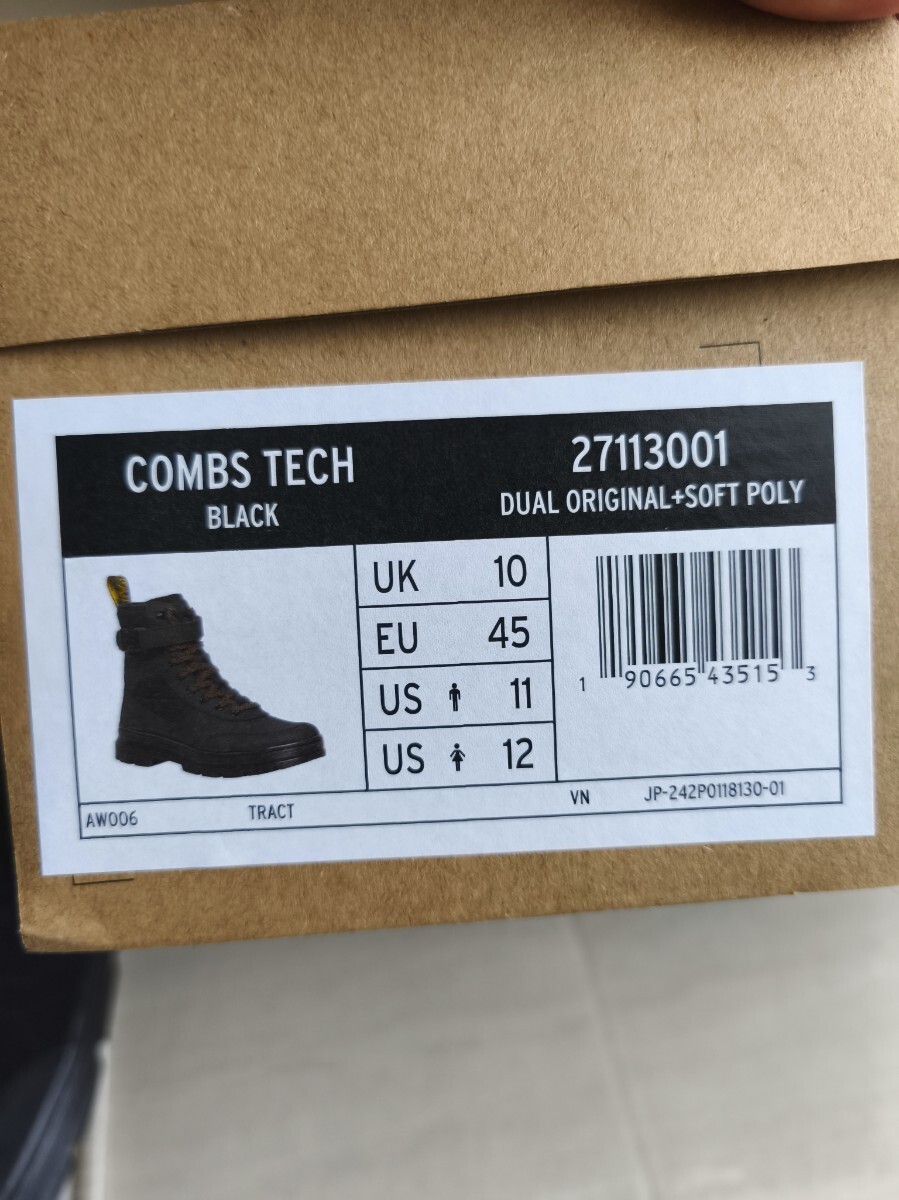 COMBS TECH
BLACK
27113001
DUAL ORIGINAL+SOFT POLY
UK 10
EU 45
US 11
US 12
1 90665 43515 3
AW006 TRACT VN JP-242P0118130-01